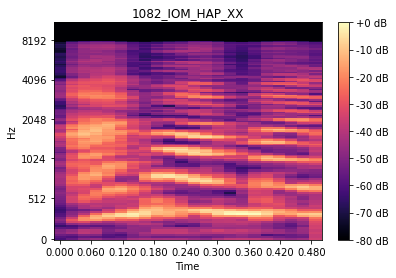 1082_IOM_HAP_XX
+0 dB
8192
-10 dB
4096
-20 dB
-30 dB
2048
Hz
-40 dB
1024
-50 dB
512
-60 dB
-70 dB
0
-80 dB
0.000 0.060 0.120 0.180 0.240 0.300 0.360 0.420 0.480
Time